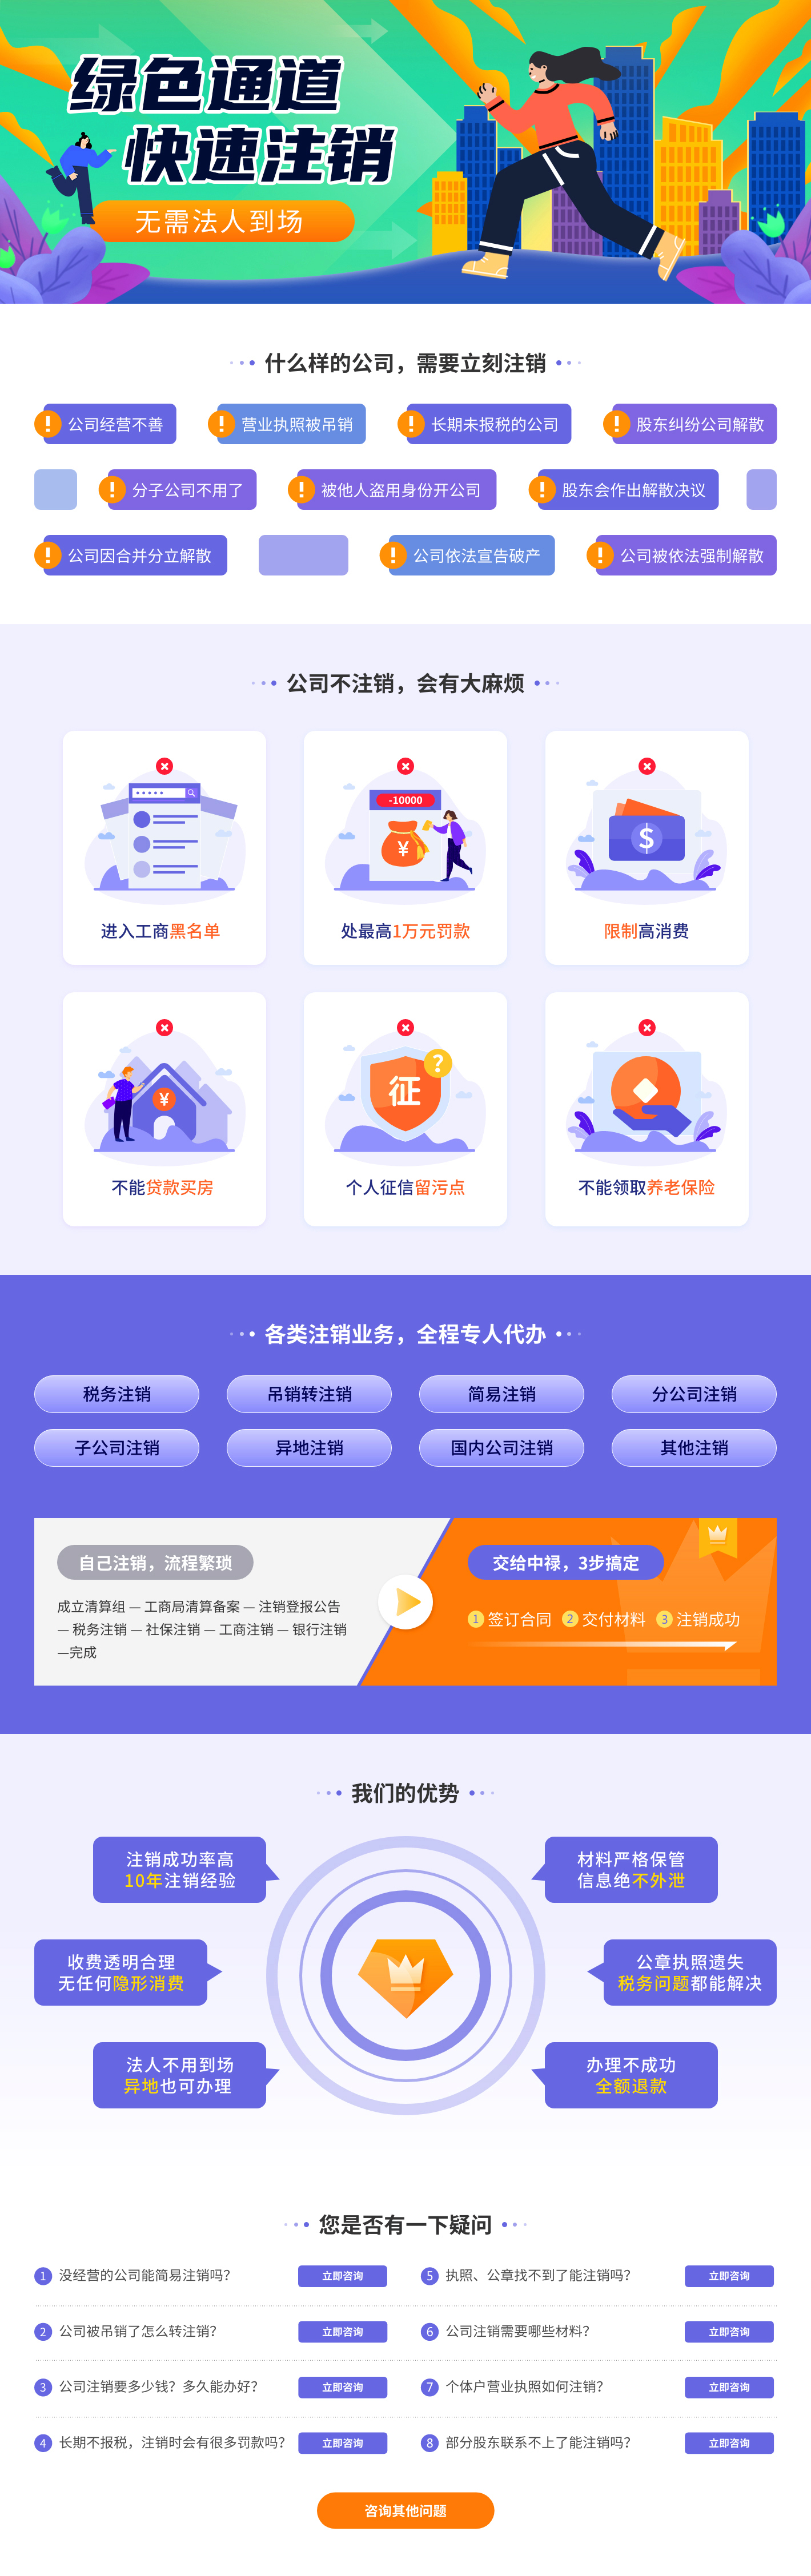 绿色通道
快速注销
无需法人到场
什么样的公司，需要立刻注销
! 公司经营不善
! 营业执照被吊销
! 长期未报税的公司
! 股东纠纷公司解散
! 分子公司不用了
! 被他人盗用身份开公司
! 股东会作出解散决议
! 公司因合并分立解散
! 公司依法宣告破产
! 公司被依法强制解散
公司不注销，会有大麻烦
进入工商黑名单
-10000
¥
处最高1万元罚款
$
限制高消费
¥
不能贷款买房
征
?
个人征信留污点
不能领取养老保险
各类注销业务，全程专人代办
税务注销
吊销转注销
简易注销
分公司注销
子公司注销
异地注销
国内公司注销
其他注销
自己注销，流程繁琐
成立清算组 — 工商局清算备案 — 注销登报公告
— 税务注销 — 社保注销 — 工商注销 — 银行注销
—完成
交给中禄，3步搞定
1 签订合同 2 交付材料 3 注销成功
我们的优势
注销成功率高
10年注销经验
材料严格保管
信息绝不外泄
收费透明合理
无任何隐形消费
公章执照遗失
税务问题都能解决
法人不用到场
异地也可办理
办理不成功
全额退款
您是否有一下疑问
1 没经营的公司能简易注销吗？ 立即咨询
5 执照、公章找不到了能注销吗？ 立即咨询
2 公司被吊销了怎么转注销？ 立即咨询
6 公司注销需要哪些材料？ 立即咨询
3 公司注销要多少钱？多久能办好？ 立即咨询
7 个体户营业执照如何注销？ 立即咨询
4 长期不报税，注销时会有很多罚款吗？ 立即咨询
8 部分股东联系不上了能注销吗？ 立即咨询
咨询其他问题